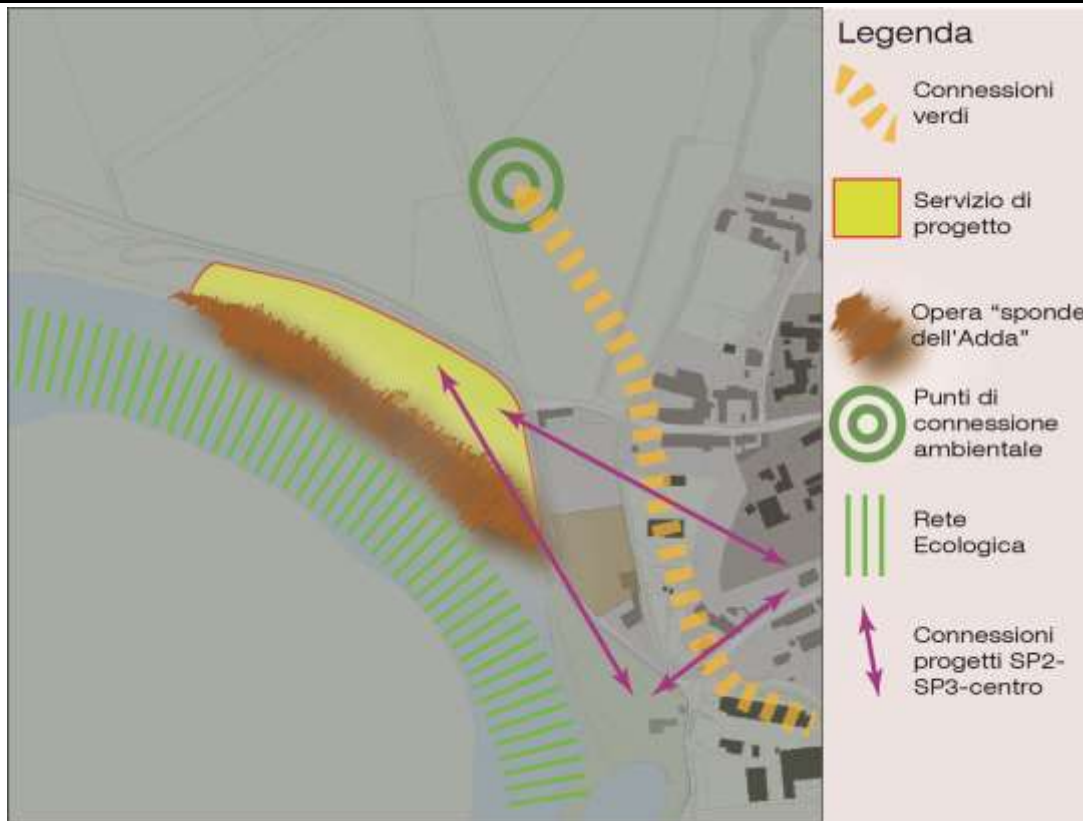 Legenda
Connessioni
verdi
Servizio di
progetto
Opera “sponde
dell'Adda”
Punti di
connessione
ambientale
Rete
Ecologica
Connessioni
progetti SP2-
SP3-centro